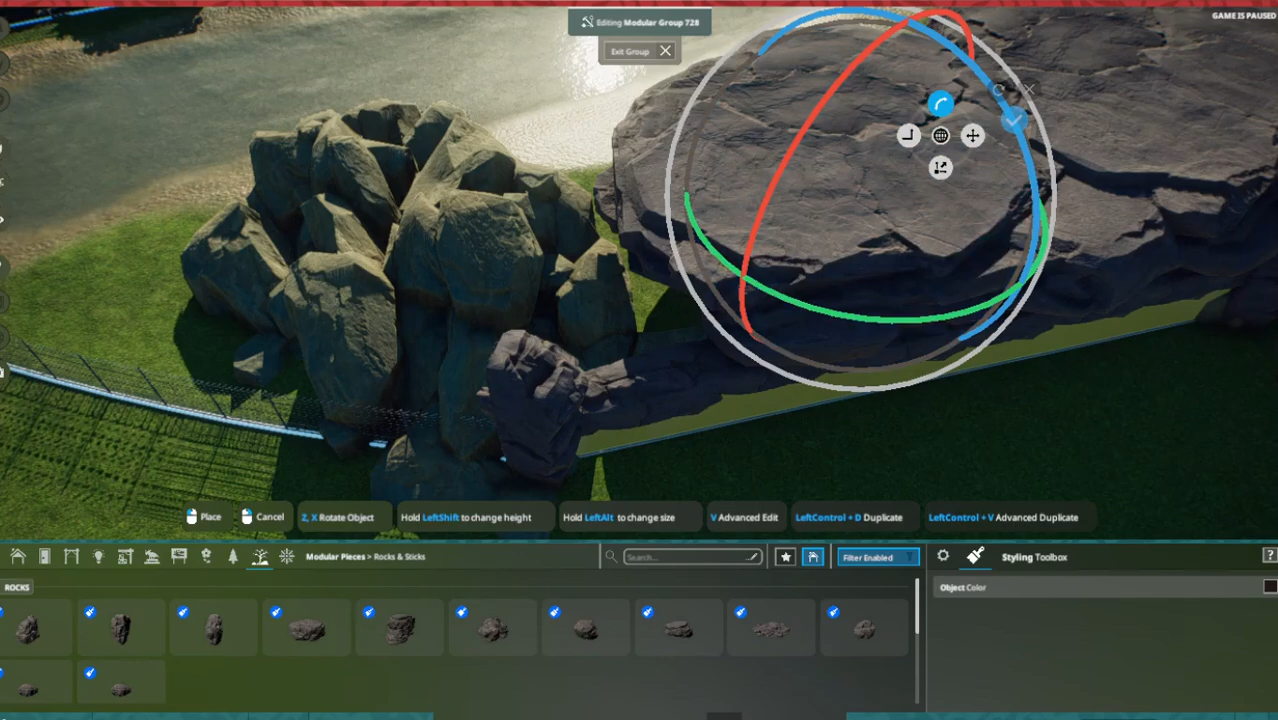 GAME IS PAUSED
Editing Modular Group 728
Exit Group
Place
Cancel
Z, X Rotate Object
Hold LeftShift to change height
Hold LeftAlt to change size
V Advanced Edit
LeftControl + D Duplicate
LeftControl + V Advanced Duplicate
Modular Pieces > Rocks & Sticks
Search...
Filter Enabled
Styling Toolbox
?
ROCKS
Object Color